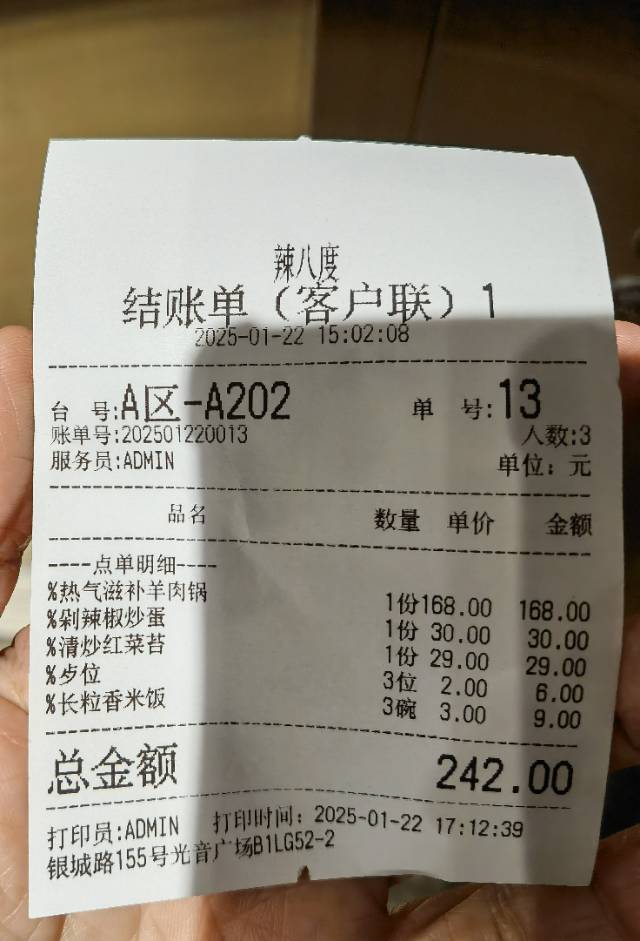 辣八度
结账单（客户联）1
2025-01-22 15:02:08
台 号:A区-A202 单 号:13
账单号:202501220013 人数:3
服务员:ADMIN 单位：元
品名 数量 单价 金额
----点单明细----
%热气滋补羊肉锅 1份 168.00 168.00
%剁辣椒炒蛋 1份 30.00 30.00
%清炒红菜苔 1份 29.00 29.00
%歺位 3位 2.00 6.00
%长粒香米饭 3碗 3.00 9.00
总金额 242.00
打印员:ADMIN 打印时间：2025-01-22 17:12:39
银城路155号光音广场B1LG52-2